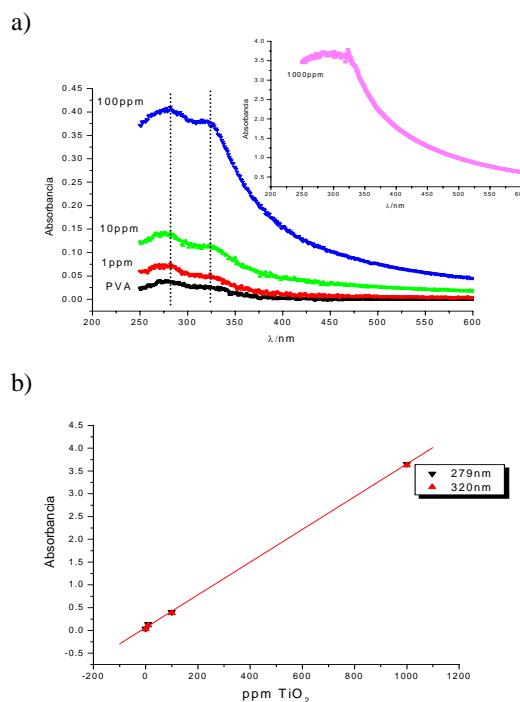 a)
4.0
3.5
3.0
2.5
2.0
1.5
1.0
0.5
Absorbancia
1000ppm
200 250 300 350 400 450 500 550 600
λ/nm
0.45
0.40
0.35
0.30
0.25
0.20
0.15
0.10
0.05
0.00
Absorbancia
100ppm
10ppm
1ppm
PVA
200 250 300 350 400 450 500 550 600
λ/nm
b)
4.5
4.0
3.5
3.0
2.5
2.0
1.5
1.0
0.5
0.0
-0.5
Absorbancia
279nm
320nm
-200 0 200 400 600 800 1000 1200
ppm TiO₂